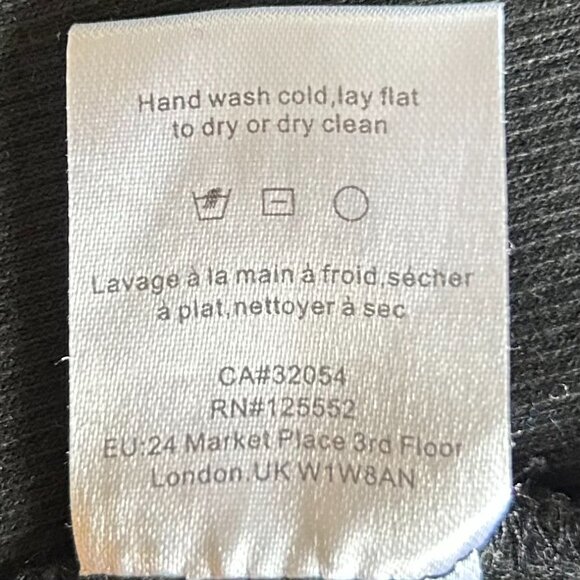 Hand wash cold,lay flat
to dry or dry clean
Lavage à la main à froid,sécher
à plat,nettoyer à sec
CA#32054
RN#125552
EU:24 Market Place 3rd Floor
London.UK W1W8AN